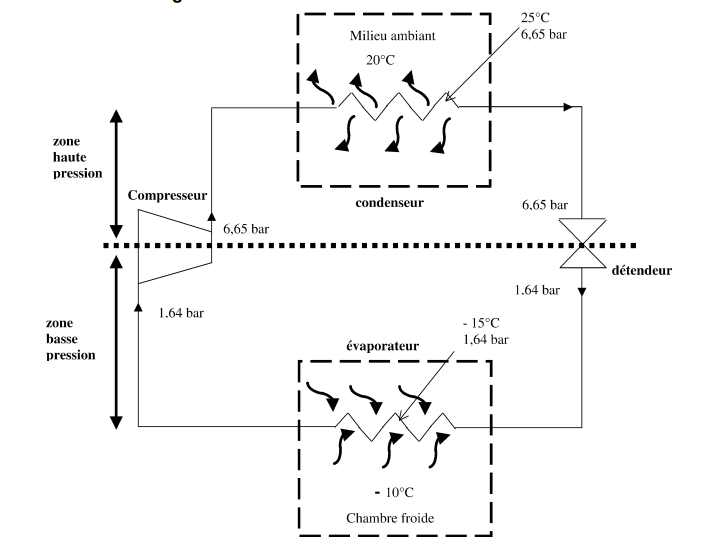 25°C
6,65 bar
Milieu ambiant
20°C
zone
haute
pression
Compresseur
condenseur
6,65 bar
6,65 bar
détendeur
1.64 bar
1.64 bar
zone
basse
pression
- 15°C
1,64 bar
évaporateur
- 10°C
Chambre froide